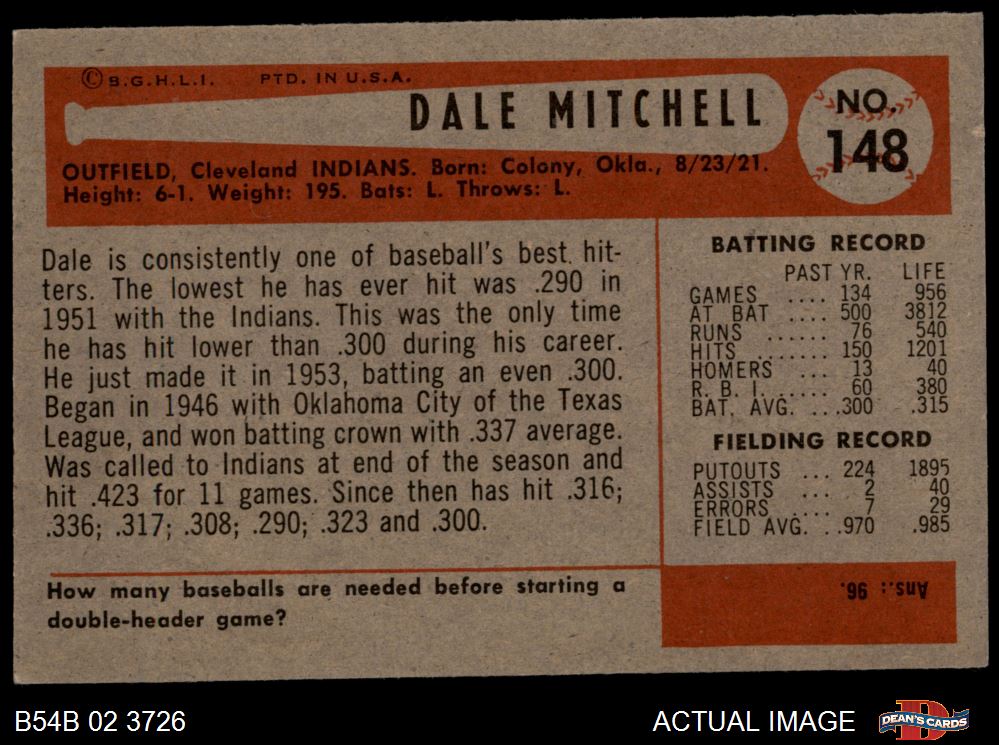 © B.G.H.L.I. PTD. IN U.S.A.
DALE MITCHELL
NO.
148
OUTFIELD, Cleveland INDIANS. Born: Colony, Okla., 8/23/21.
Height: 6-1. Weight: 195. Bats: L. Throws: L.
Dale is consistently one of baseball's best hit-
ters. The lowest he has ever hit was .290 in
1951 with the Indians. This was the only time
he has hit lower than .300 during his career.
He just made it in 1953, batting an even .300.
Began in 1946 with Oklahoma City of the Texas
League, and won batting crown with .337 average.
Was called to Indians at end of the season and
hit .423 for 11 games. Since then has hit .316;
.336; .317; .308; .290; .323 and .300.
BATTING RECORD
PAST YR. LIFE
GAMES .... 134 956
AT BAT .... 500 3812
RUNS ...... 76 540
HITS ....... 150 1201
HOMERS ... 13 40
R. B. I. ..... 60 380
BAT. AVG. ...300 .315
FIELDING RECORD
PUTOUTS ... 224 1895
ASSISTS ... 2 40
ERRORS .... 7 29
FIELD AVG. ..970 .985
How many baseballs are needed before starting a
double-header game?
Ans.: 96.
B54B 02 3726
ACTUAL IMAGE
D
DEAN'S CARDS